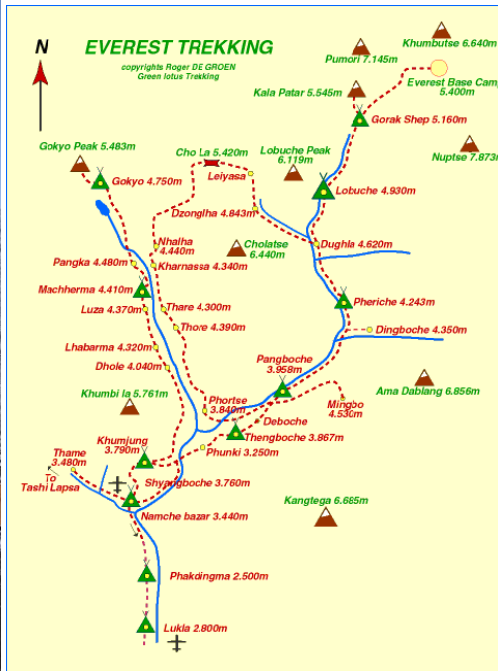 N
EVEREST TREKKING
copyrights Roger DE GROEN
Green lotus Trekking
Khumbutse 6.640m
Pumori 7.145m
Everest Base Camp
5.400m
Kala Patar 5.545m
Gorak Shep 5.160m
Nuptse 7.873m
Gokyo Peak 5.483m
Cho La 5.420m
Lobuche Peak
6.119m
Leiyasa
Gokyo 4.750m
Lobuche 4.930m
Dzonglha 4.843m
Nhalha
4.440m
Cholatse
6.440m
Dughla 4.620m
Pangka 4.480m
Kharnassa 4.340m
Machherma 4.410m
Pheriche 4.243m
Luza 4.370m
Thare 4.300m
Thore 4.390m
Dingboche 4.350m
Lhabarma 4.320m
Dhole 4.040m
Pangboche
3.958m
Khumbi la 5.761m
Phortse
3.840m
Mingbo
4.530m
Ama Dablang 6.856m
Deboche
Thengboche 3.867m
Khumjung
3.790m
Phunki 3.250m
Thame
3.480m
To
Tashi Lapsa
Shyangboche 3.760m
Kangtega 6.685m
Namche bazar 3.440m
Phakdingma 2.500m
Lukla 2.800m